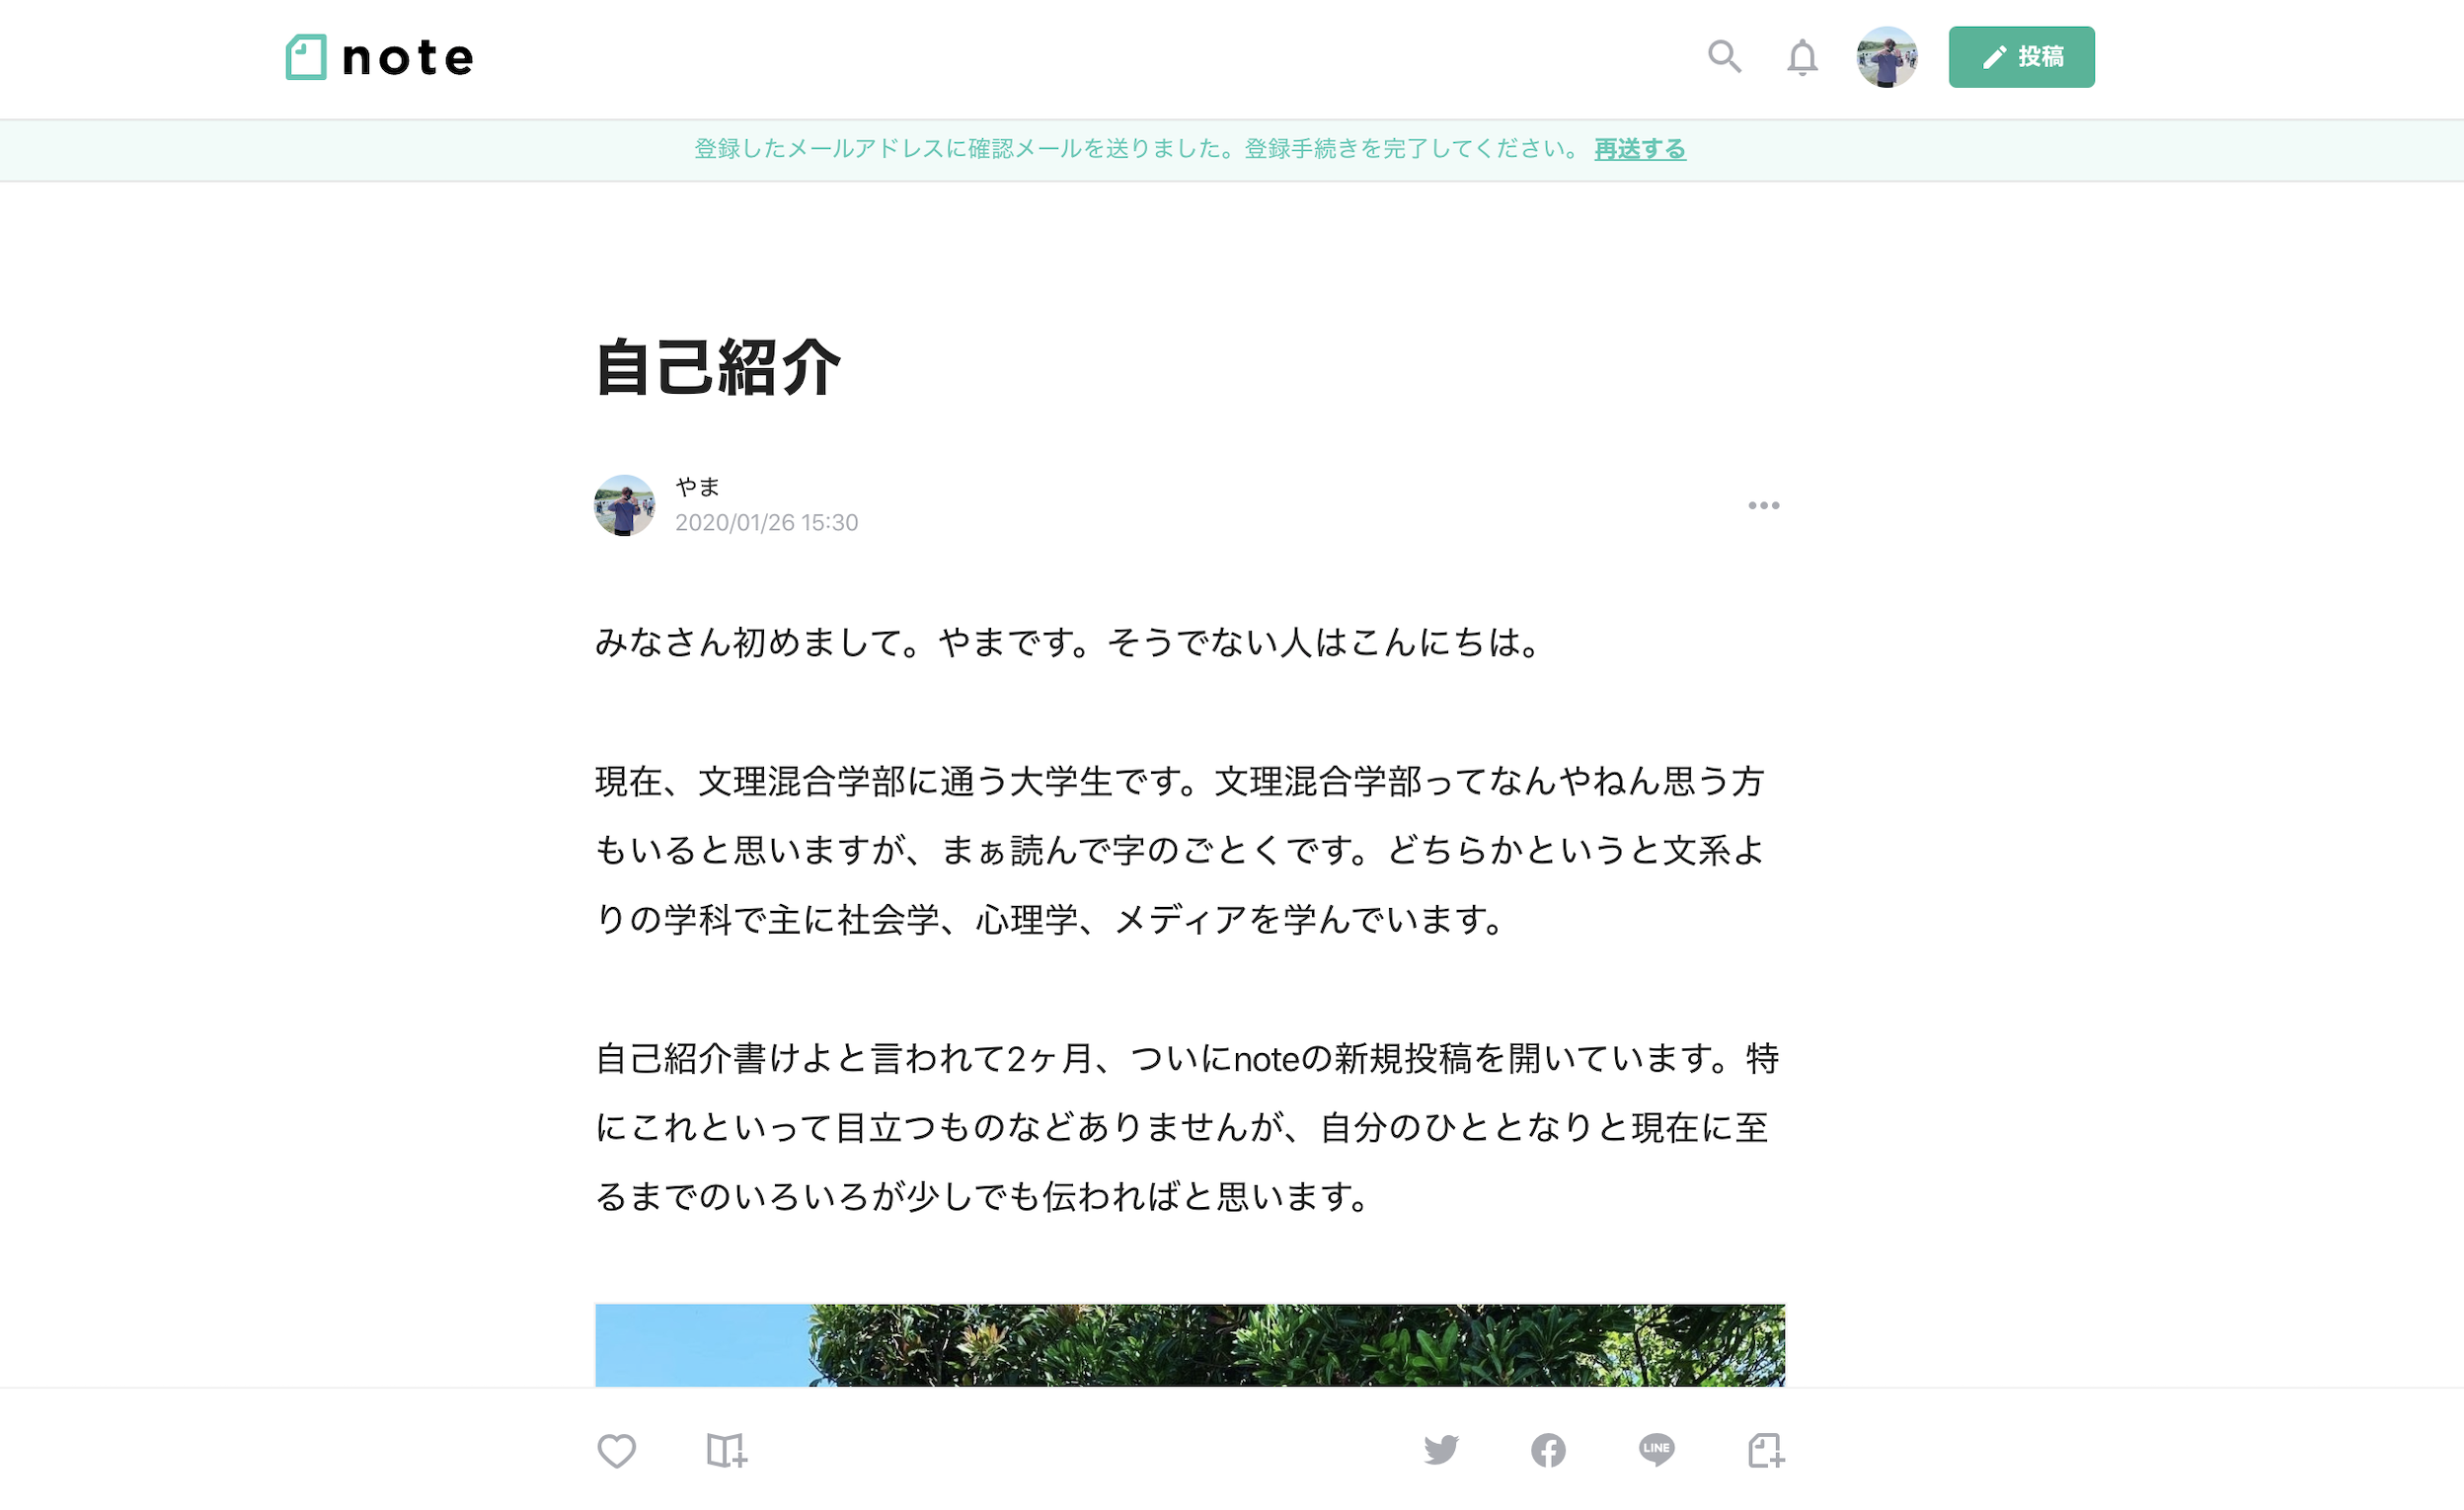 note
投稿
登録したメールアドレスに確認メールを送りました。登録手続きを完了してください。 再送する
自己紹介
やま
2020/01/26 15:30
みなさん初めまして。やまです。そうでない人はこんにちは。
現在、文理混合学部に通う大学生です。文理混合学部ってなんやねん思う方
もいると思いますが、まぁ読んで字のごとくです。どちらかというと文系よ
りの学科で主に社会学、心理学、メディアを学んでいます。
自己紹介書けよと言われて2ヶ月、ついにnoteの新規投稿を開いています。特
にこれといって目立つものなどありませんが、自分のひととなりと現在に至
るまでのいろいろが少しでも伝わればと思います。
LINE